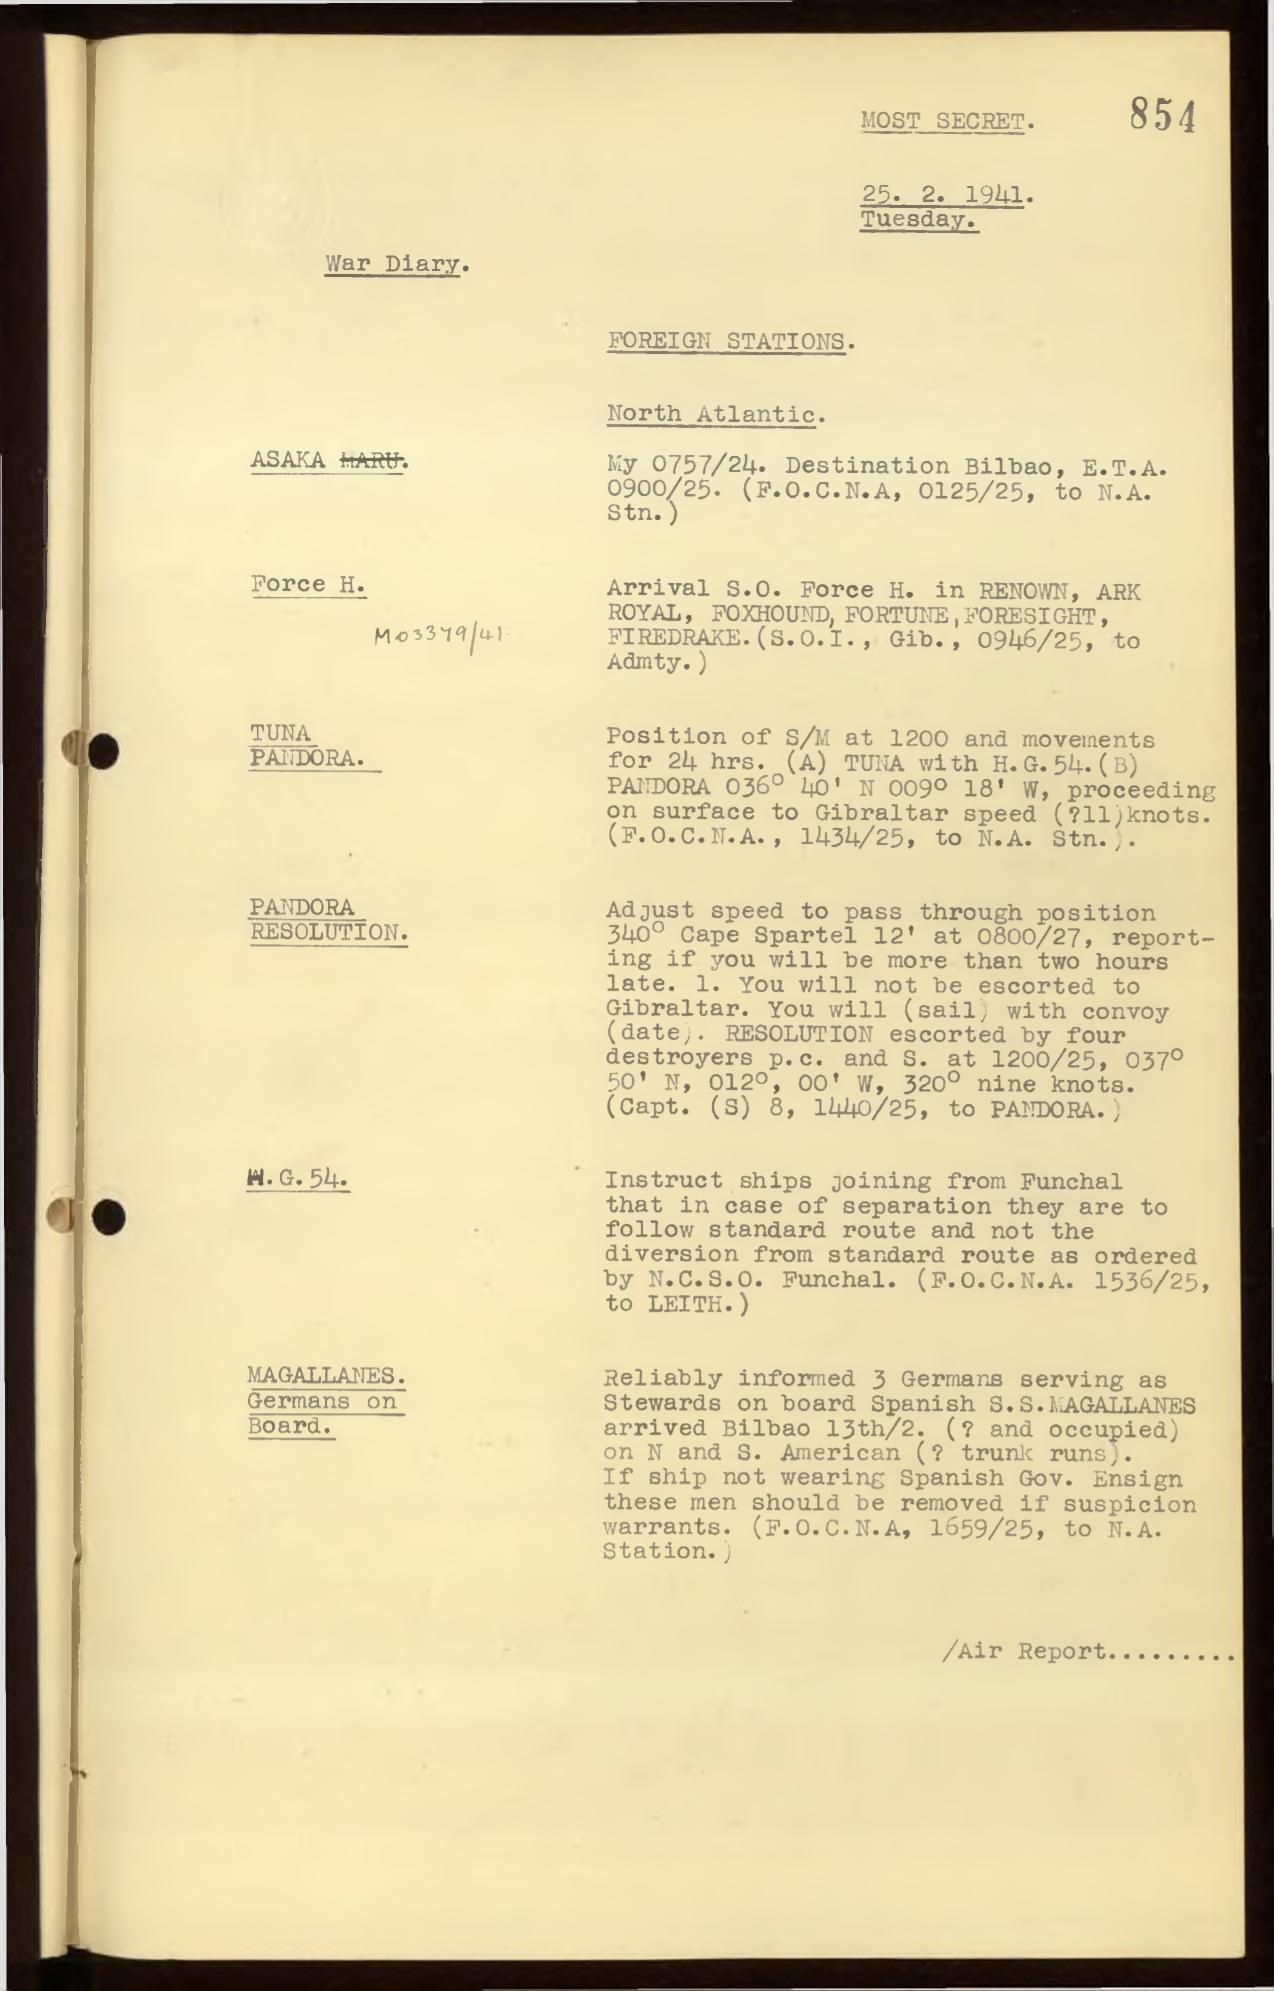 MOST SECRET.
854
25. 2. 1941.
Tuesday.
War Diary.
FOREIGN STATIONS.
North Atlantic.
ASAKA MARU.
My 0757/24. Destination Bilbao, E.T.A.
0900/25. (F.O.C.N.A, 0125/25, to N.A.
Stn.)
Force H.
M03379/41
Arrival S.O. Force H. in RENOWN, ARK
ROYAL, FOXHOUND, FORTUNE, FORESIGHT,
FIREDRAKE. (S.O.I., Gib., 0946/25, to
Admty.)
TUNA
PANDORA.
Position of S/M at 1200 and movements
for 24 hrs. (A) TUNA with H.G.54. (B)
PANDORA 036° 40' N 009° 18' W, proceeding
on surface to Gibraltar speed (?11)knots.
(F.O.C.N.A., 1434/25, to N.A. Stn.).
PANDORA
RESOLUTION.
Adjust speed to pass through position
340° Cape Spartel 12' at 0800/27, report-
ing if you will be more than two hours
late. 1. You will not be escorted to
Gibraltar. You will (sail) with convoy
(date). RESOLUTION escorted by four
destroyers p.c. and S. at 1200/25, 037°
50' N, 012°, 00' W, 320° nine knots.
(Capt. (S) 8, 1440/25, to PANDORA.)
H.G.54.
Instruct ships joining from Funchal
that in case of separation they are to
follow standard route and not the
diversion from standard route as ordered
by N.C.S.O. Funchal. (F.O.C.N.A. 1536/25,
to LEITH.)
MAGALLANES.
Germans on
Board.
Reliably informed 3 Germans serving as
Stewards on board Spanish S.S.MAGALLANES
arrived Bilbao 13th/2. (? and occupied)
on N and S. American (? trunk runs).
If ship not wearing Spanish Gov. Ensign
these men should be removed if suspicion
warrants. (F.O.C.N.A, 1659/25, to N.A.
Station.)
/Air Report..........